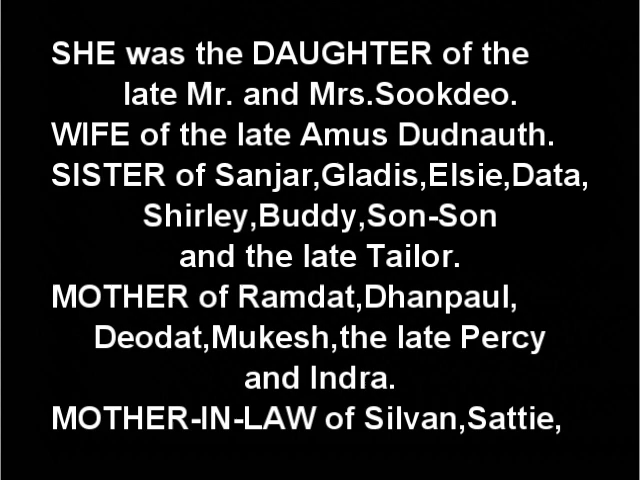 SHE was the DAUGHTER of the
late Mr. and Mrs.Sookdeo.
WIFE of the late Amus Dudnauth.
SISTER of Sanjar,Gladis,Elsie,Data,
Shirley,Buddy,Son-Son
and the late Tailor.
MOTHER of Ramdat,Dhanpaul,
Deodat,Mukesh,the late Percy
and Indra.
MOTHER-IN-LAW of Silvan,Sattie,